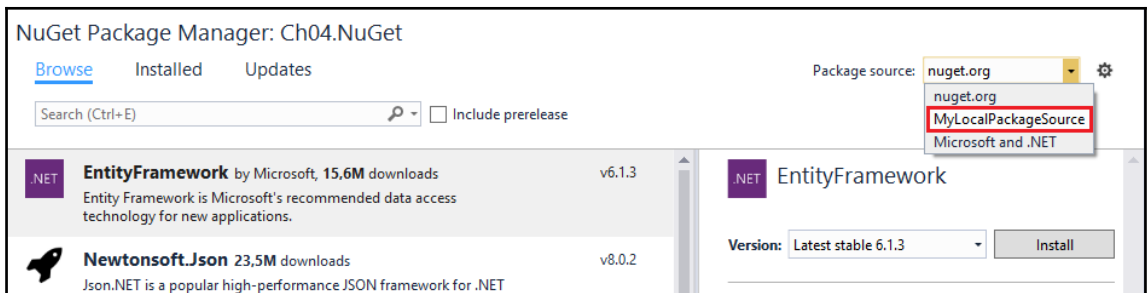 NuGet Package Manager: Ch04.NuGet
Browse Installed Updates
Package source: nuget.org
Search (Ctrl+E) Include prerelease
nuget.org
MyLocalPackageSource
Microsoft and .NET
.NET EntityFramework by Microsoft, 15,6M downloads v6.1.3
Entity Framework is Microsoft's recommended data access
technology for new applications.
Newtonsoft.Json 23,5M downloads v8.0.2
Json.NET is a popular high-performance JSON framework for .NET
.NET EntityFramework
Version: Latest stable 6.1.3 Install